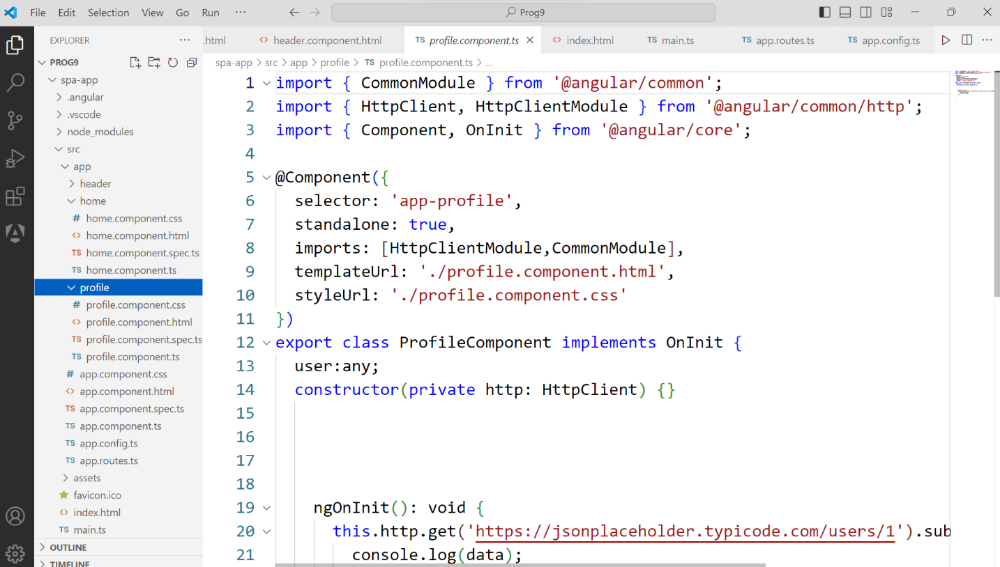 File Edit Selection View Go Run ··· Prog9
EXPLORER ···
.html
header.component.html
TS profile.component.ts
index.html
TS main.ts
TS app.routes.ts
TS app.config.ts
PROG9
spa-app > src > app > profile > TS profile.component.ts > ...
spa-app
.angular
.vscode
node_modules
src
app
header
home
# home.component.css
<> home.component.html
TS home.component.spec.ts
TS home.component.ts
profile
# profile.component.css
<> profile.component.html
TS profile.component.spec.ts
TS profile.component.ts
# app.component.css
<> app.component.html
TS app.component.spec.ts
TS app.component.ts
TS app.config.ts
TS app.routes.ts
assets
favicon.ico
<> index.html
TS main.ts
OUTLINE
TIMELINE
1 import { CommonModule } from '@angular/common';
2 import { HttpClient, HttpClientModule } from '@angular/common/http';
3 import { Component, OnInit } from '@angular/core';
4
5 @Component({
6 selector: 'app-profile',
7 standalone: true,
8 imports: [HttpClientModule,CommonModule],
9 templateUrl: './profile.component.html',
10 styleUrl: './profile.component.css'
11 })
12 export class ProfileComponent implements OnInit {
13 user:any;
14 constructor(private http: HttpClient) {}
15
16
17
18
19 ngOnInit(): void {
20 this.http.get('https://jsonplaceholder.typicode.com/users/1').sub
21 console.log(data);